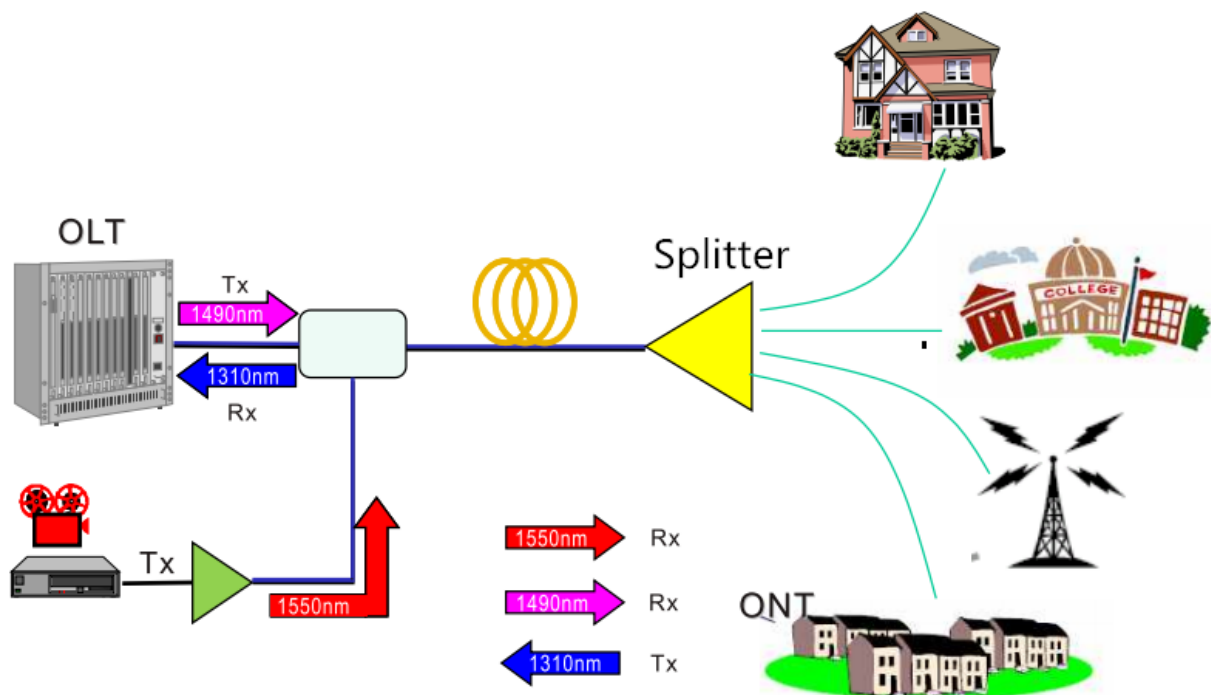 OLT
Tx
1490nm
1310nm
Rx
Splitter
COLLEGE
Tx
1550nm
1550nm Rx
1490nm Rx
1310nm Tx
ONT